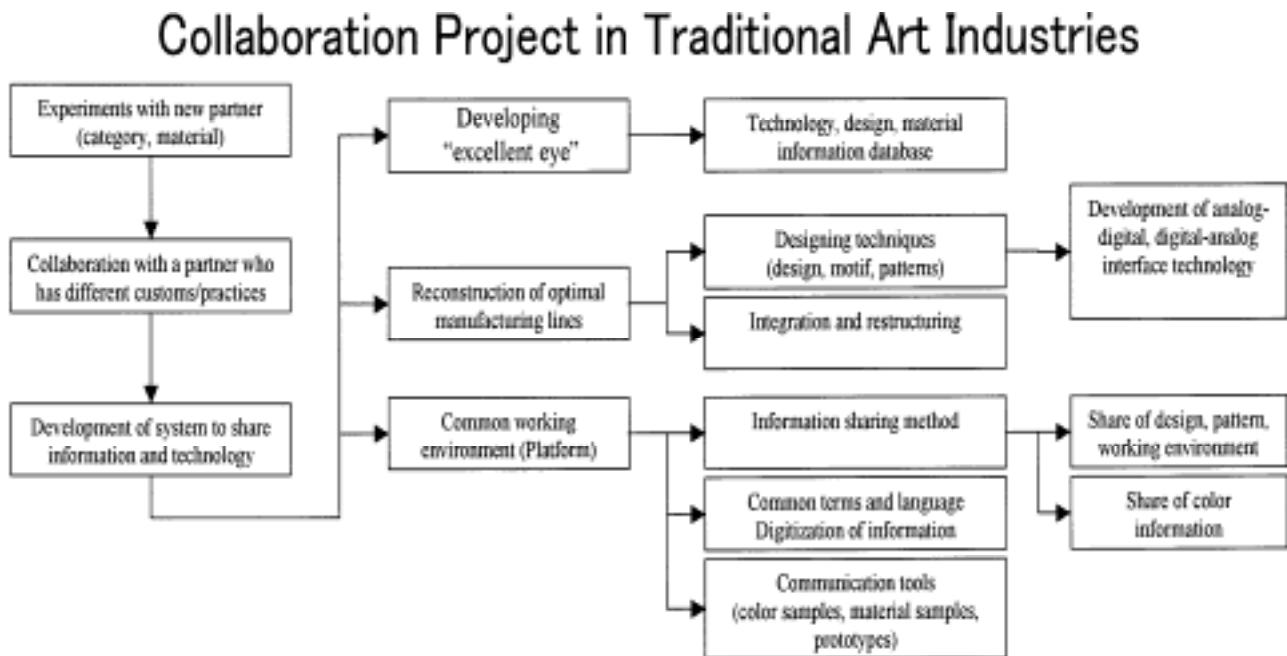 Collaboration Project in Traditional Art Industries
Experiments with new partner
(category, material)
Collaboration with a partner who
has different customs/practices
Development of system to share
information and technology
Developing
“excellent eye”
Reconstruction of optimal
manufacturing lines
Common working
environment (Platform)
Technology, design, material
information database
Designing techniques
(design, motif, patterns)
Integration and restructuring
Information sharing method
Common terms and language
Digitization of information
Communication tools
(color samples, material samples,
prototypes)
Development of analog-
digital, digital-analog
interface technology
Share of design, pattern,
working environment
Share of color
information